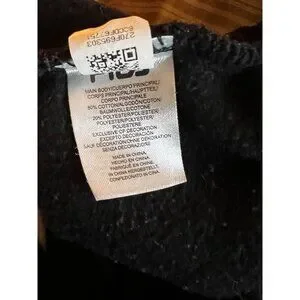 MAIN BODY/CUERPO PRINCIPAL/
CORPS PRINCIPAL/HAUPTTEIL/
CORPO PRINCIPALE
80% COTTON/ALGODÓN/COTON/
BAUMWOLLE/COTONE
20% POLYESTER/POLIÉSTER/
POLYESTER/POLYESTER/
POLIESTERE
EXCLUSIVE OF DECORATION
EXCEPTO DECORACIÓN
SAUF DÉCORATION/OHNE DEKORATION
SENZA DECORAZIONI
MADE IN CHINA
HECHO EN CHINA
FABRIQUÉ EN CHINE
IN CHINA HERGESTELLT
CONFEZIONATO IN CINA